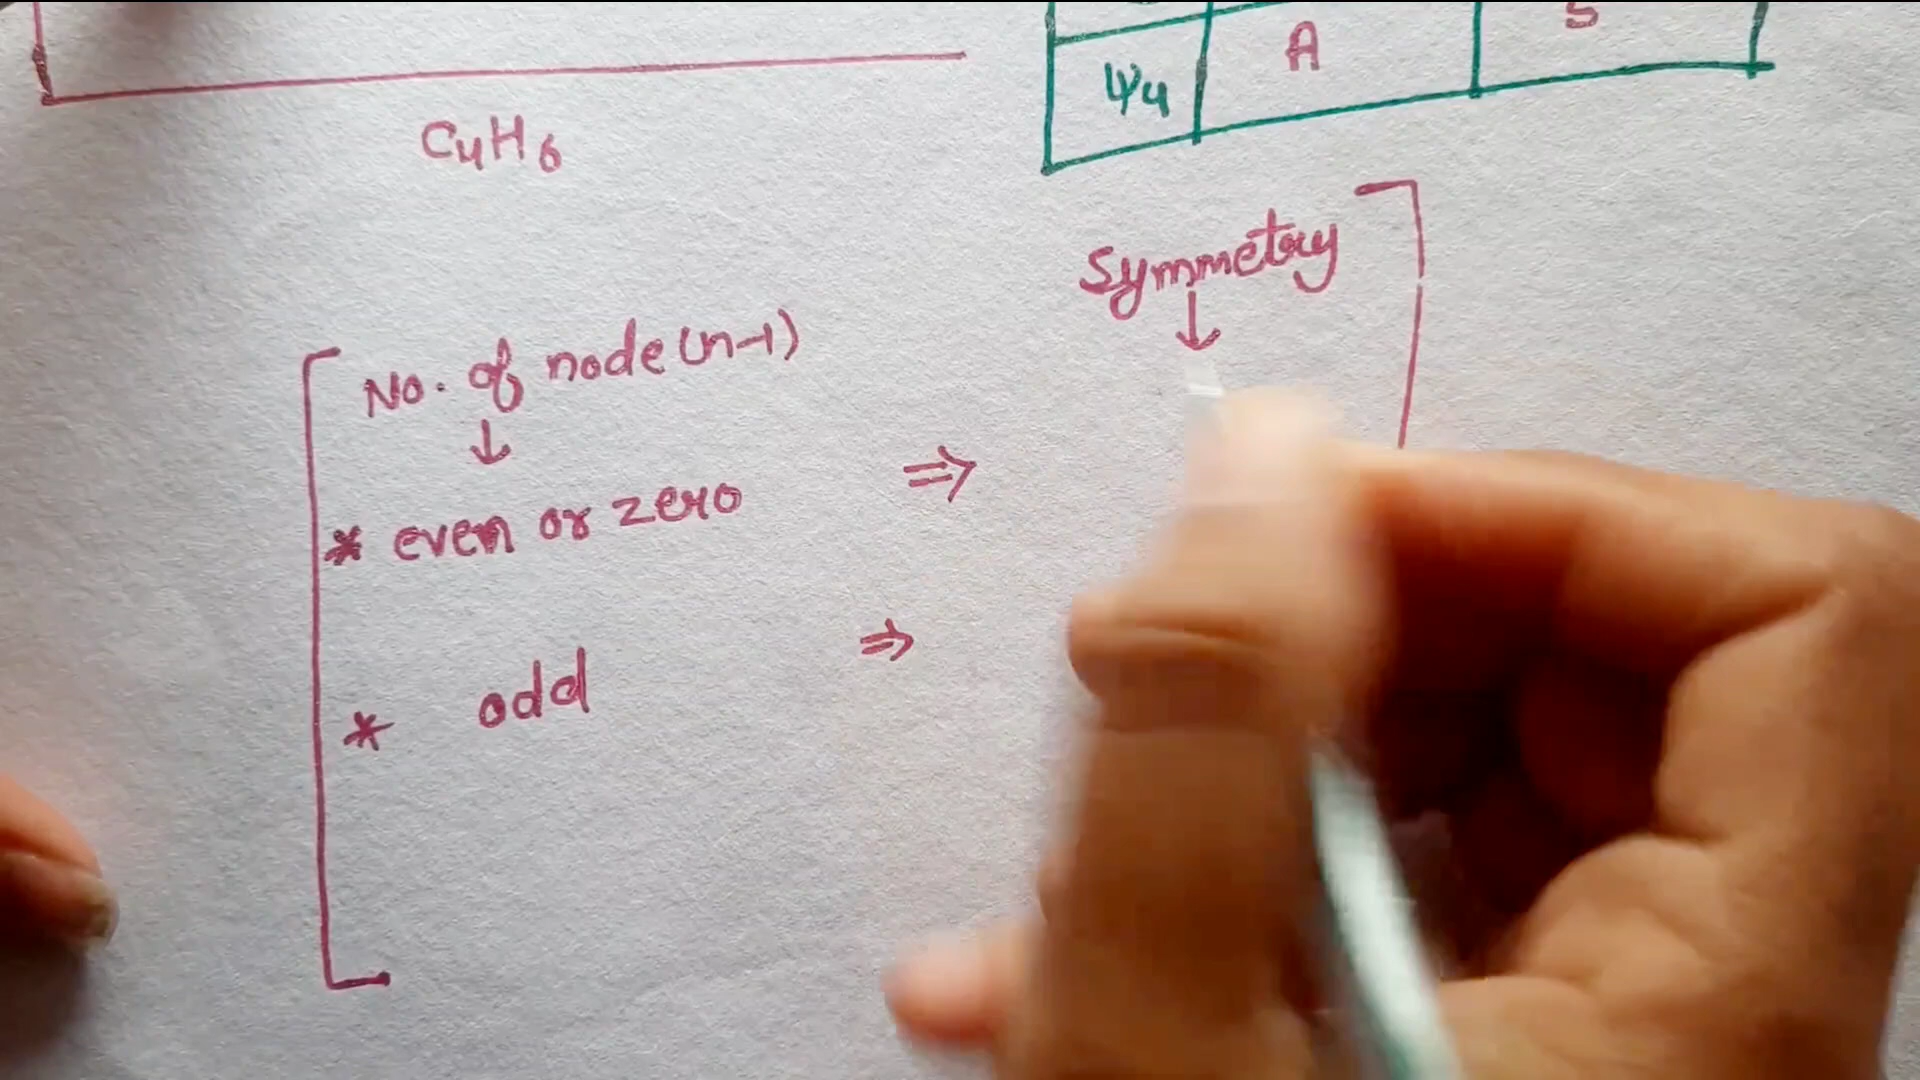 ψ4 A S
C4H6
Symmetry
↓
No. of node (n-1)
↓
* even or zero ⇒
* odd ⇒